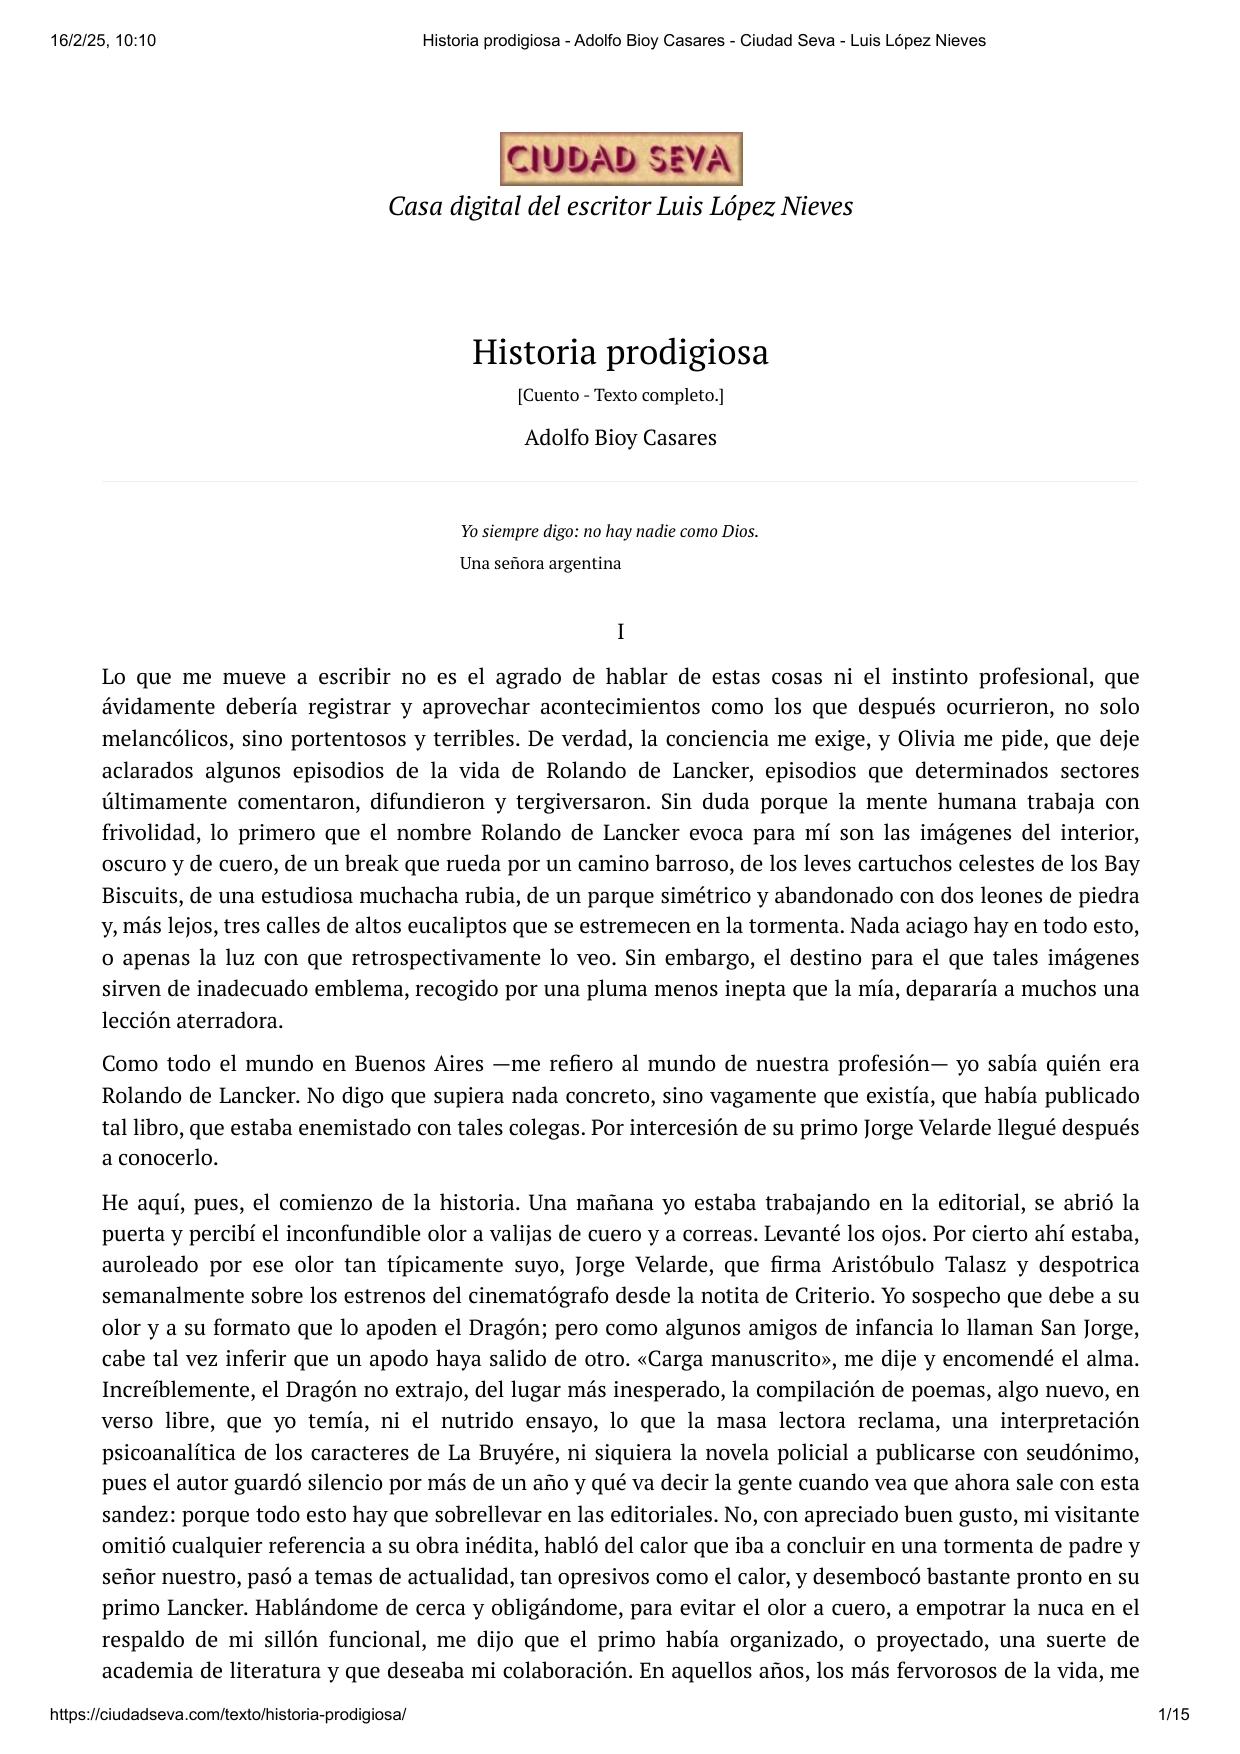 16/2/25, 10:10
Historia prodigiosa - Adolfo Bioy Casares - Ciudad Seva - Luis López Nieves
CIUDAD SEVA
Casa digital del escritor Luis López Nieves
Historia prodigiosa
[Cuento - Texto completo.]
Adolfo Bioy Casares
Yo siempre digo: no hay nadie como Dios.
Una señora argentina
I
Lo que me mueve a escribir no es el agrado de hablar de estas cosas ni el instinto profesional, que
ávidamente debería registrar y aprovechar acontecimientos como los que después ocurrieron, no solo
melancólicos, sino portentosos y terribles. De verdad, la conciencia me exige, y Olivia me pide, que deje
aclarados algunos episodios de la vida de Rolando de Lancker, episodios que determinados sectores
últimamente comentaron, difundieron y tergiversaron. Sin duda porque la mente humana trabaja con
frivolidad, lo primero que el nombre Rolando de Lancker evoca para mí son las imágenes del interior,
oscuro y de cuero, de un break que rueda por un camino barroso, de los leves cartuchos celestes de los Bay
Biscuits, de una estudiosa muchacha rubia, de un parque simétrico y abandonado con dos leones de piedra
y, más lejos, tres calles de altos eucaliptos que se estremecen en la tormenta. Nada aciago hay en todo esto,
o apenas la luz con que retrospectivamente lo veo. Sin embargo, el destino para el que tales imágenes
sirven de inadecuado emblema, recogido por una pluma menos inepta que la mía, depararía a muchos una
lección aterradora.
Como todo el mundo en Buenos Aires —me refiero al mundo de nuestra profesión— yo sabía quién era
Rolando de Lancker. No digo que supiera nada concreto, sino vagamente que existía, que había publicado
tal libro, que estaba enemistado con tales colegas. Por intercesión de su primo Jorge Velarde llegué después
a conocerlo.
He aquí, pues, el comienzo de la historia. Una mañana yo estaba trabajando en la editorial, se abrió la
puerta y percibí el inconfundible olor a valijas de cuero y a correas. Levanté los ojos. Por cierto ahí estaba,
auroleado por ese olor tan típicamente suyo, Jorge Velarde, que firma Aristóbulo Talasz y despotrica
semanalmente sobre los estrenos del cinematógrafo desde la notita de Criterio. Yo sospecho que debe a su
olor y a su formato que lo apoden el Dragón; pero como algunos amigos de infancia lo llaman San Jorge,
cabe tal vez inferir que un apodo haya salido de otro. «Carga manuscrito», me dije y encomendé el alma.
Increíblemente, el Dragón no extrajo, del lugar más inesperado, la compilación de poemas, algo nuevo, en
verso libre, que yo temía, ni el nutrido ensayo, lo que la masa lectora reclama, una interpretación
psicoanalítica de los caracteres de La Bruyére, ni siquiera la novela policial a publicarse con seudónimo,
pues el autor guardó silencio por más de un año y qué va decir la gente cuando vea que ahora sale con esta
sandez: porque todo esto hay que sobrellevar en las editoriales. No, con apreciado buen gusto, mi visitante
omitió cualquier referencia a su obra inédita, habló del calor que iba a concluir en una tormenta de padre y
señor nuestro, pasó a temas de actualidad, tan opresivos como el calor, y desembocó bastante pronto en su
primo Lancker. Hablándome de cerca y obligándome, para evitar el olor a cuero, a empotrar la nuca en el
respaldo de mi sillón funcional, me dijo que el primo había organizado, o proyectado, una suerte de
academia de literatura y que deseaba mi colaboración. En aquellos años, los más fervorosos de la vida, me
https://ciudadseva.com/texto/historia-prodigiosa/
1/15